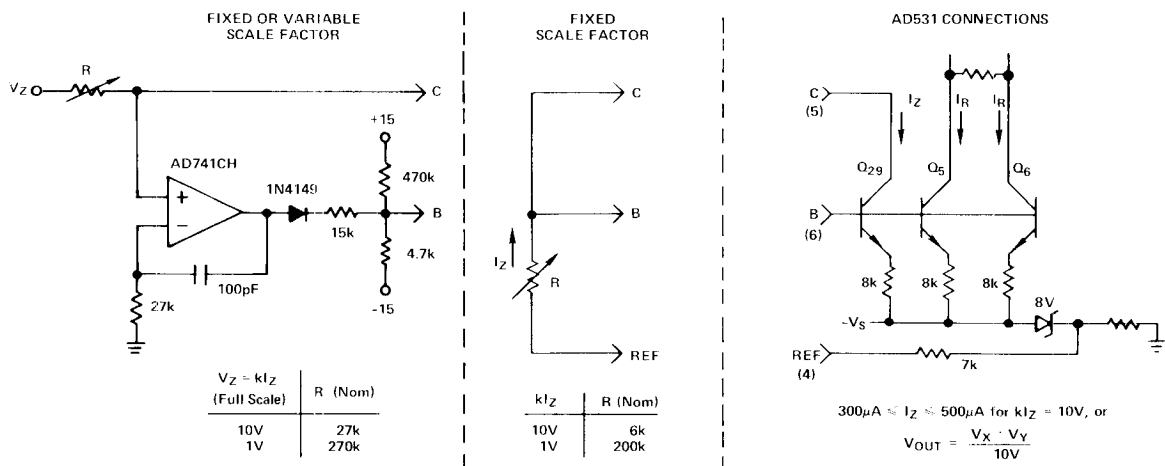 FIXED OR VARIABLE
SCALE FACTOR
VZ
R
C
+15
AD741CH
470k
1N4149
+
−
15k
B
4.7k
100pF
27k
-15
VZ = kIZ
(Full Scale)
R (Nom)
10V 27k
1V 270k
FIXED
SCALE FACTOR
C
B
IZ
R
REF
kIZ R (Nom)
10V 6k
1V 200k
AD531 CONNECTIONS
C
(5)
IZ
IR
IR
Q29
Q5
Q6
B
(6)
8k
8k
8k
8V
-VS
REF
(4)
7k
300μA ≤ IZ ≤ 500μA for kIZ = 10V, or
VOUT = VX · VY
10V